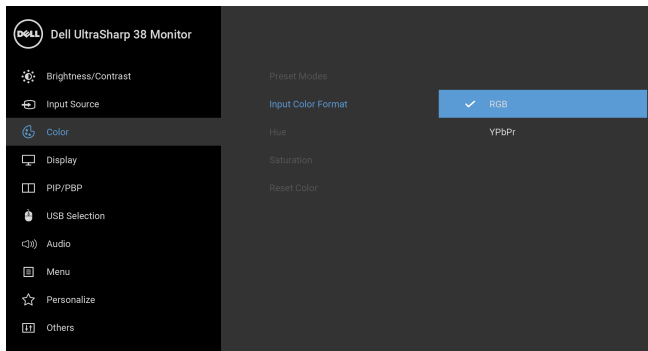 DELL Dell UltraSharp 38 Monitor
Brightness/Contrast Preset Modes
Input Source Input Color Format RGB
Color Hue YPbPr
Display Saturation
PIP/PBP Reset Color
USB Selection
Audio
Menu
Personalize
Others